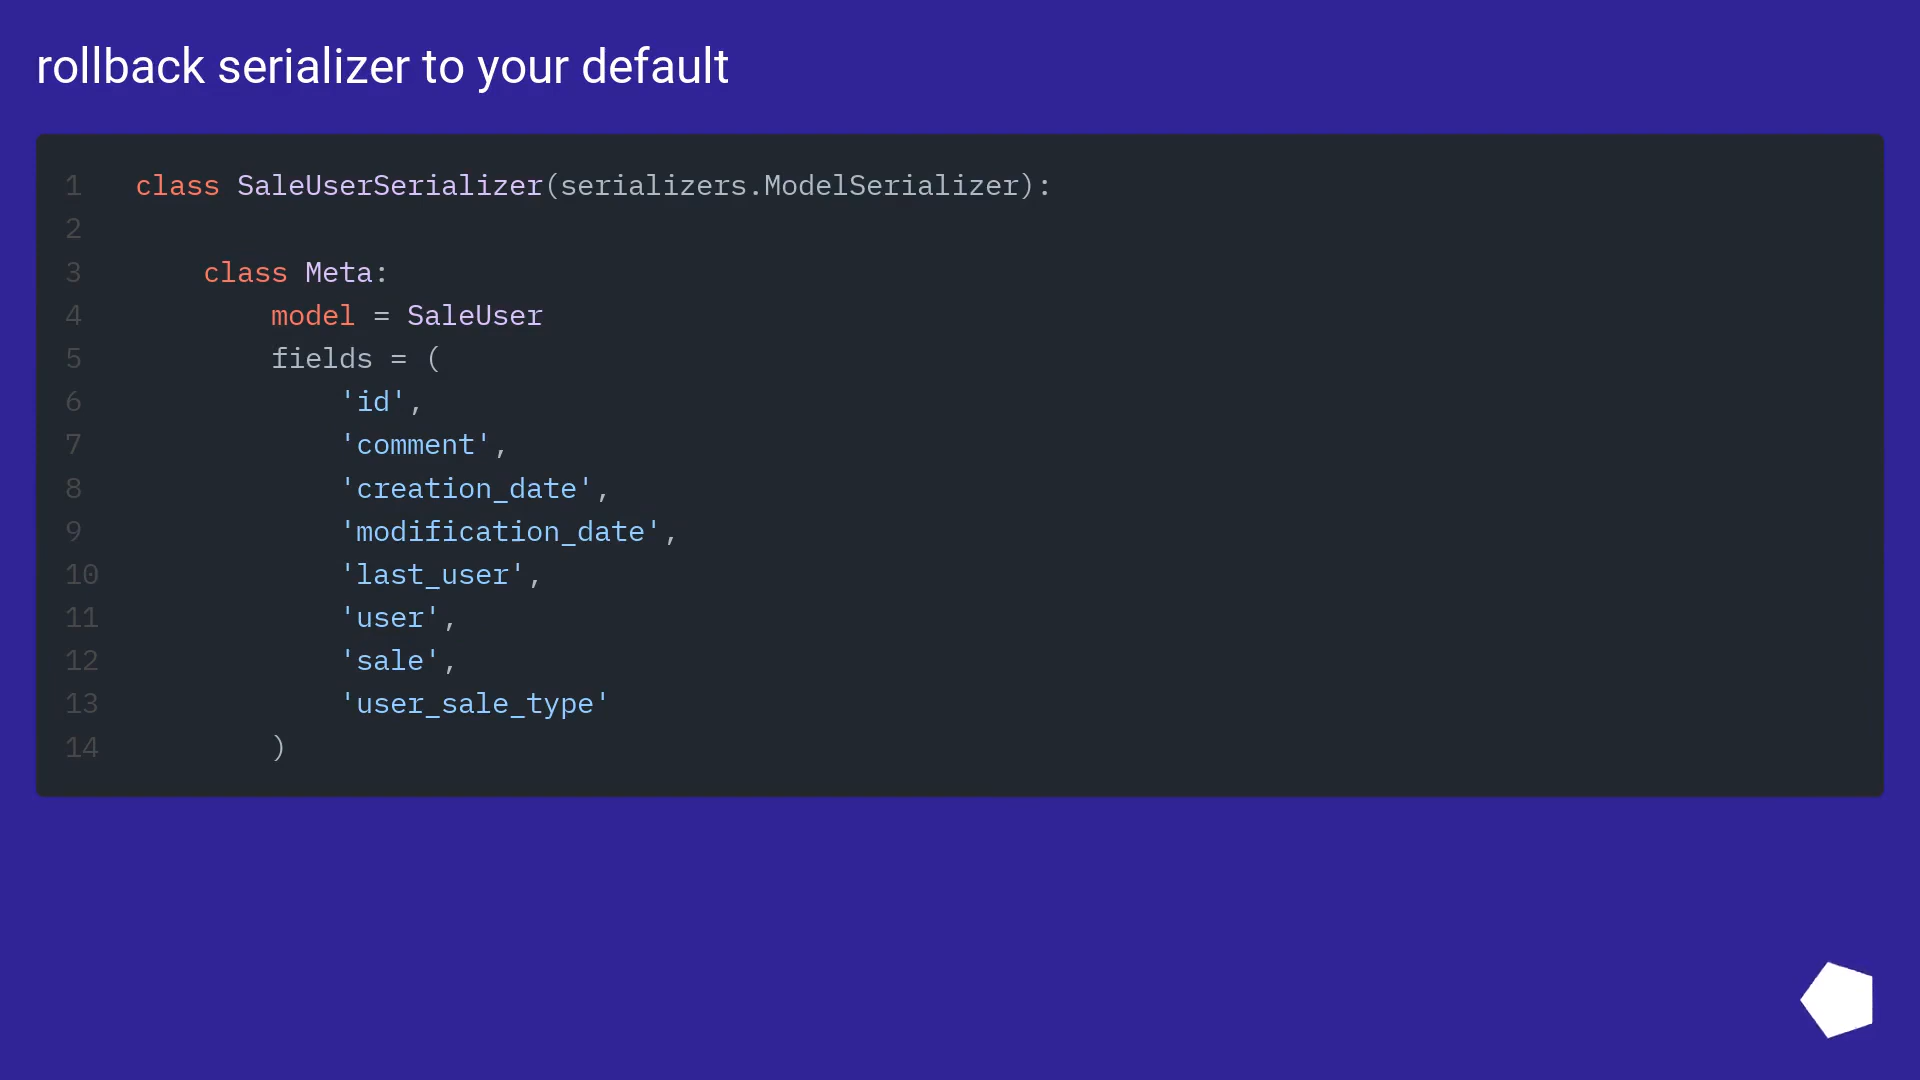 rollback serializer to your default
1 class SaleUserSerializer(serializers.ModelSerializer):
2
3     class Meta:
4         model = SaleUser
5         fields = (
6             'id',
7             'comment',
8             'creation_date',
9             'modification_date',
10             'last_user',
11             'user',
12             'sale',
13             'user_sale_type'
14         )